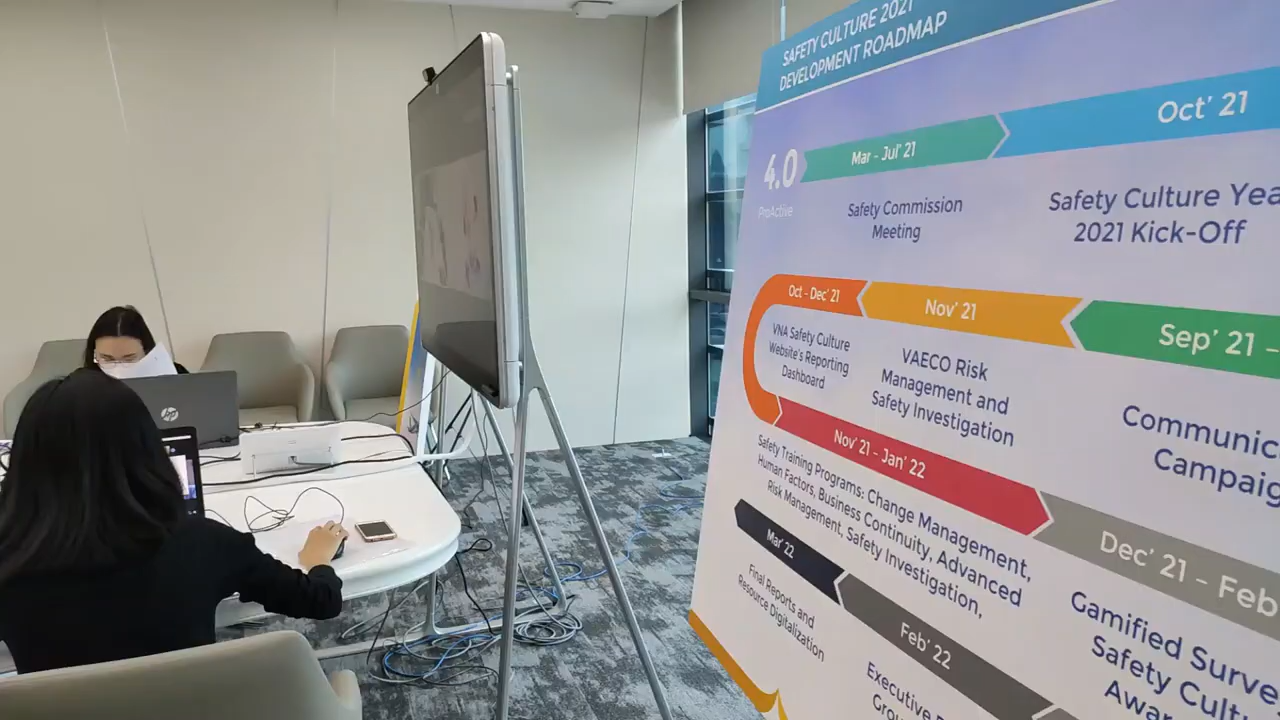 SAFETY CULTURE 2021
DEVELOPMENT ROADMAP
4.0
ProActive
Mar - Jul' 21
Oct' 21
Safety Commission
Meeting
Safety Culture Yea
2021 Kick-Off
Oct - Dec' 21
Nov' 21
Sep' 21 -
VNA Safety Culture
Website's Reporting
Dashboard
VAECO Risk
Management and
Safety Investigation
Communic
Campaig
Nov' 21 - Jan' 22
Dec' 21 - Feb
Safety Training Programs: Change Management,
Human Factors, Business Continuity, Advanced
Risk Management, Safety Investigation,
Gamified Surve
Safety Cultu
Awar
Mar' 22
Feb' 22
Final Reports and
Resource Digitalization
Executive
Gro
hp